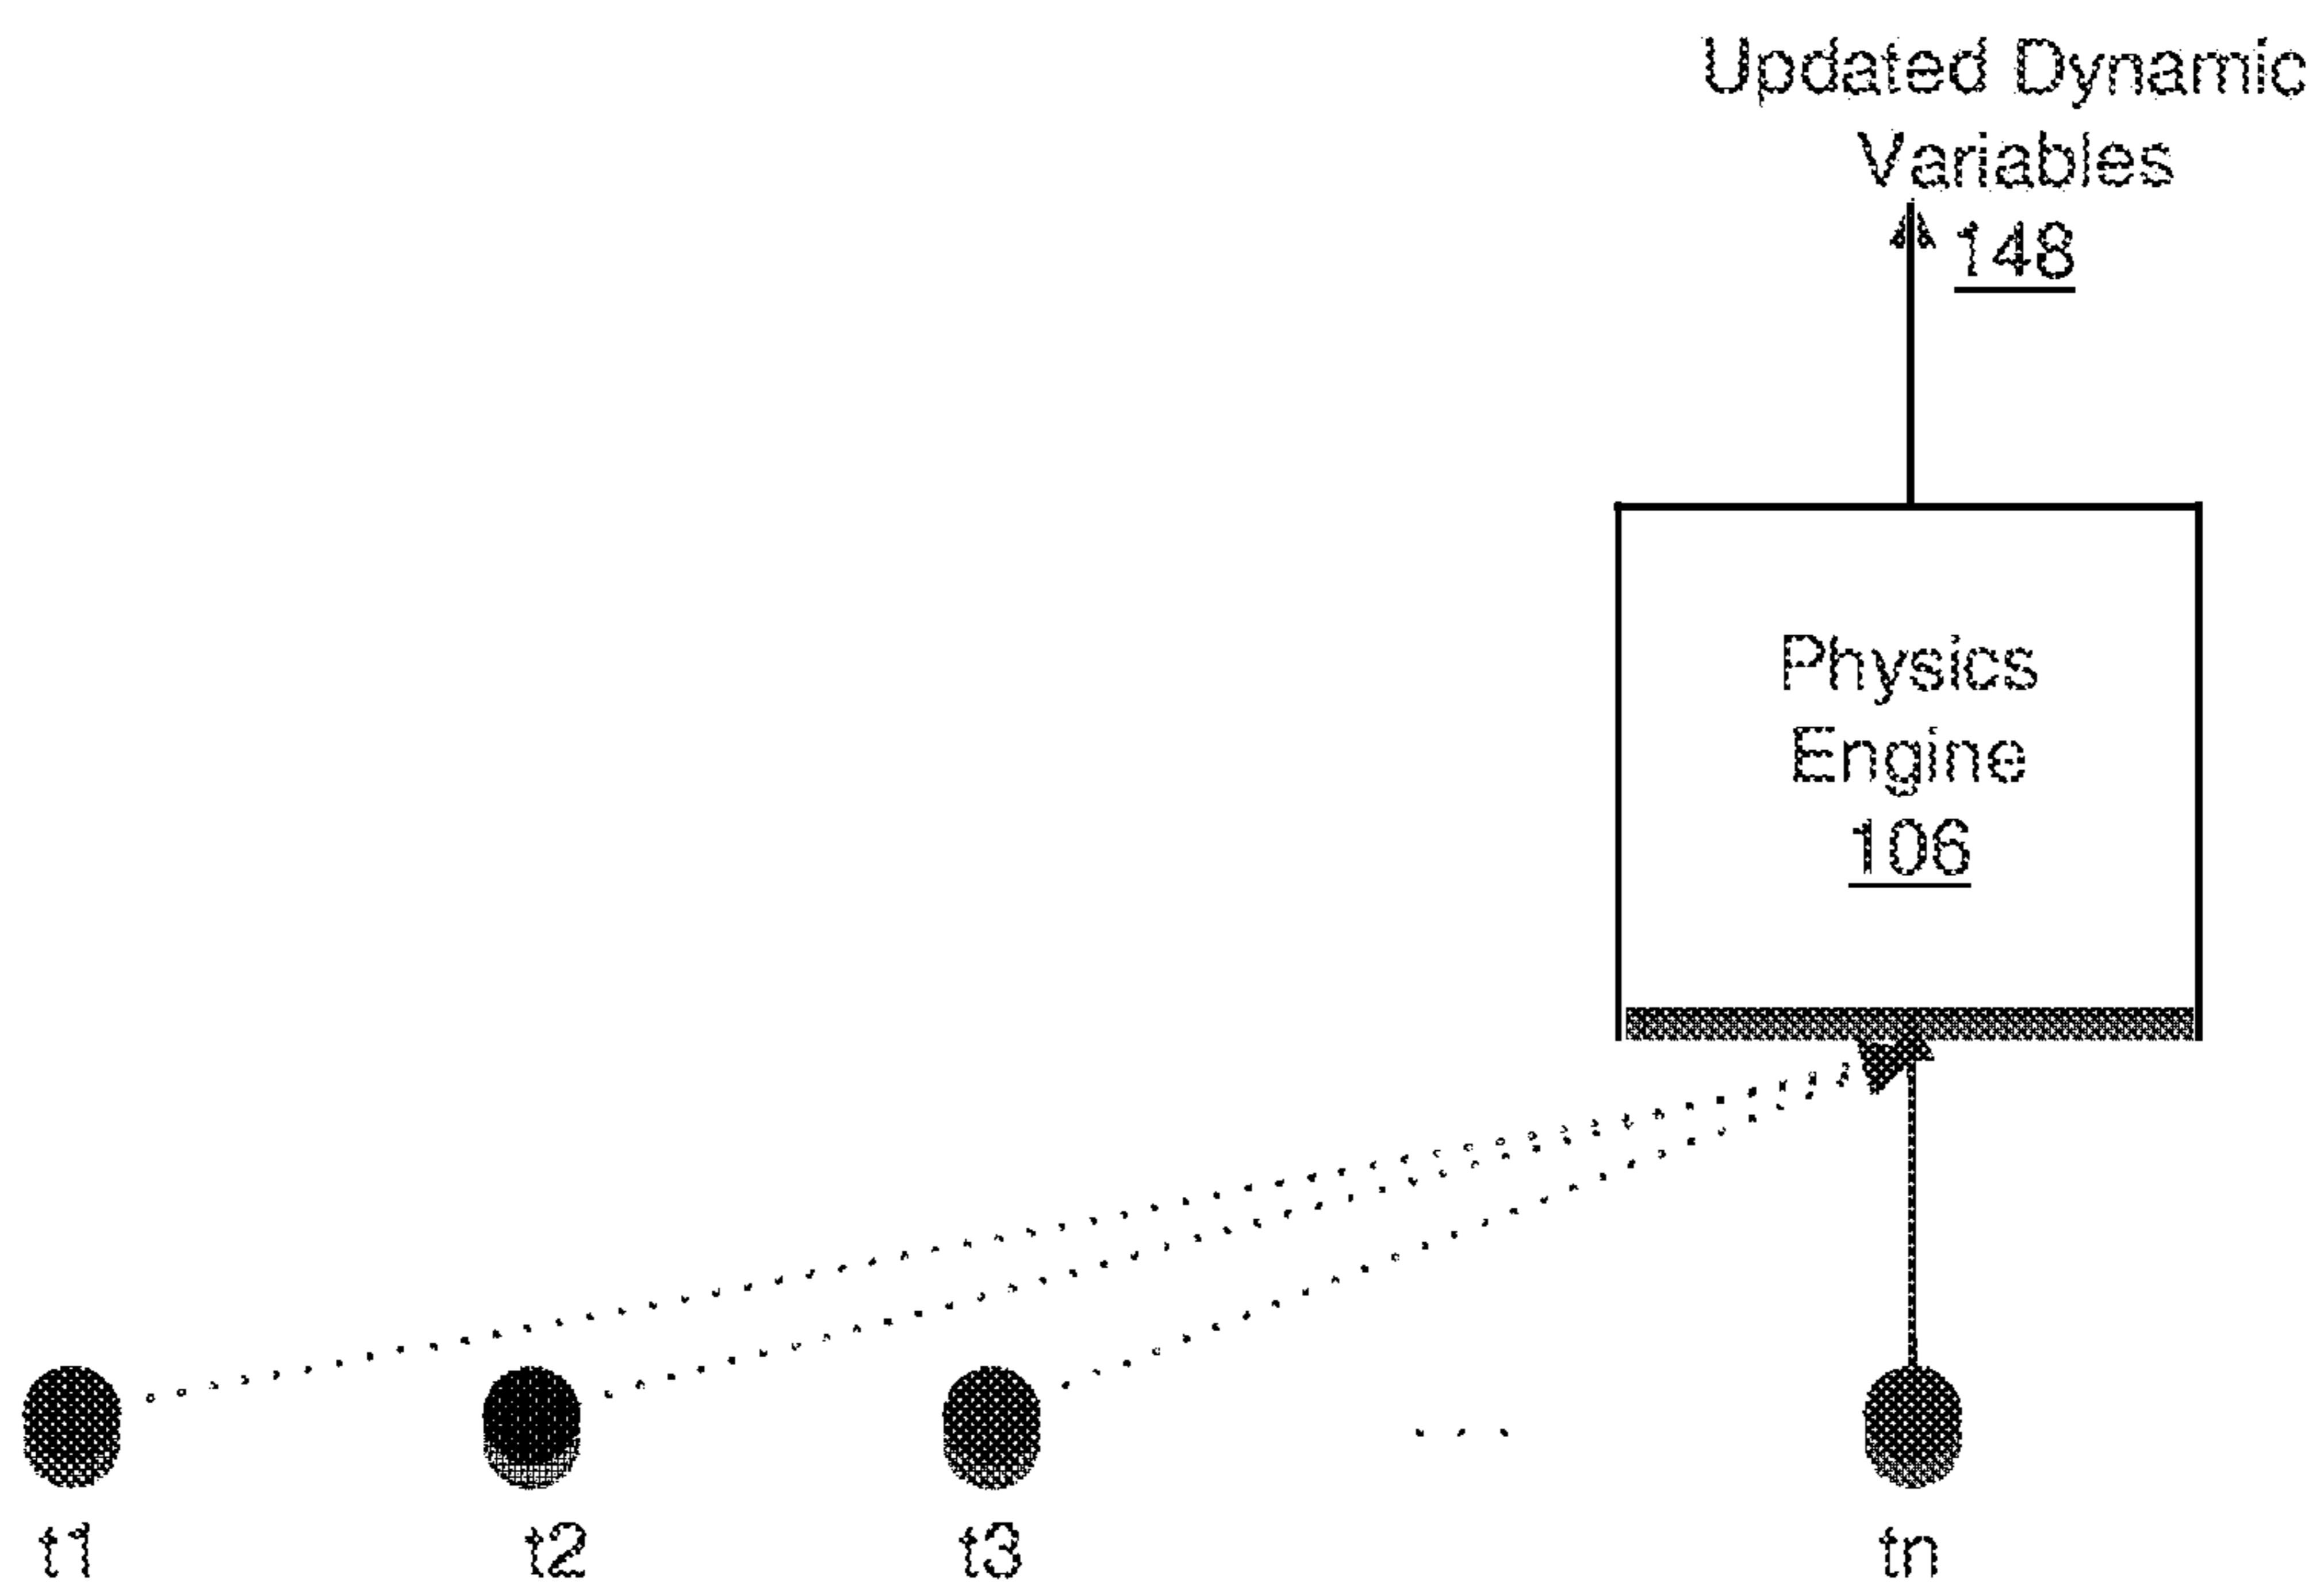 Updated Dynamic
Variables
148
Physics
Engine
106
. . .
t1 t2 t3 tn